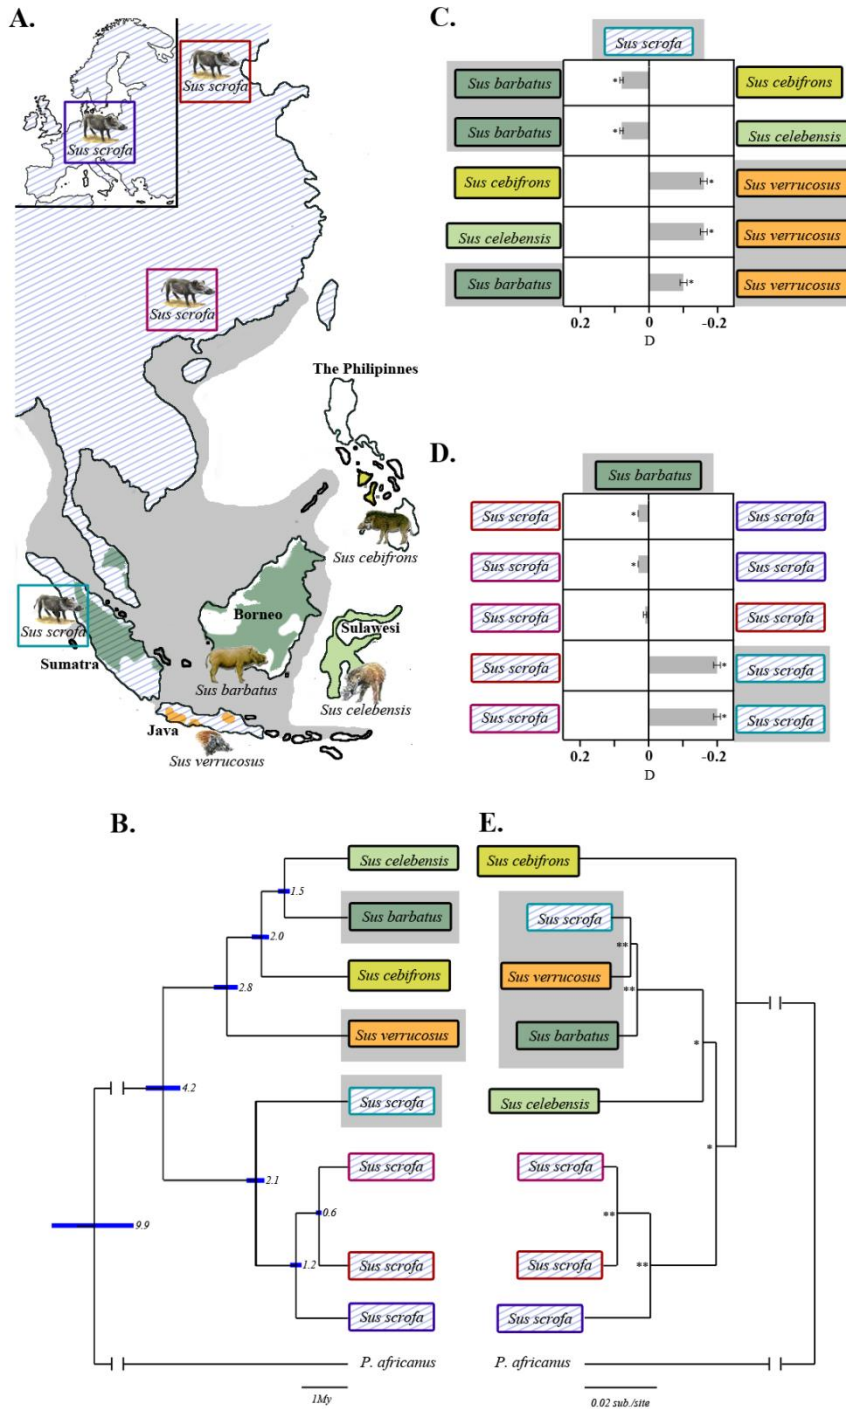 A.
Sus scrofa
Sus scrofa
Sus scrofa
The Philipinnes
Sus cebifrons
Sus scrofa
Borneo
Sulawesi
Sumatra
Sus barbatus
Sus celebensis
Java
Sus verrucosus
C.
Sus scrofa
Sus barbatus * Sus cebifrons
Sus barbatus * Sus celebensis
Sus cebifrons * Sus verrucosus
Sus celebensis * Sus verrucosus
Sus barbatus * Sus verrucosus
0.2 0 -0.2
D
D.
Sus barbatus
Sus scrofa * Sus scrofa
Sus scrofa * Sus scrofa
Sus scrofa Sus scrofa
Sus scrofa * Sus scrofa
Sus scrofa * Sus scrofa
0.2 0 -0.2
D
B.
Sus celebensis
1.5
Sus barbatus
2.0
Sus cebifrons
2.8
Sus verrucosus
4.2
Sus scrofa
2.1
Sus scrofa
0.6
9.9
Sus scrofa
1.2
Sus scrofa
P. africanus
1My
E.
Sus cebifrons
Sus scrofa
**
Sus verrucosus
**
Sus barbatus
*
Sus celebensis
*
Sus scrofa
**
Sus scrofa
**
Sus scrofa
P. africanus
0.02 sub./site